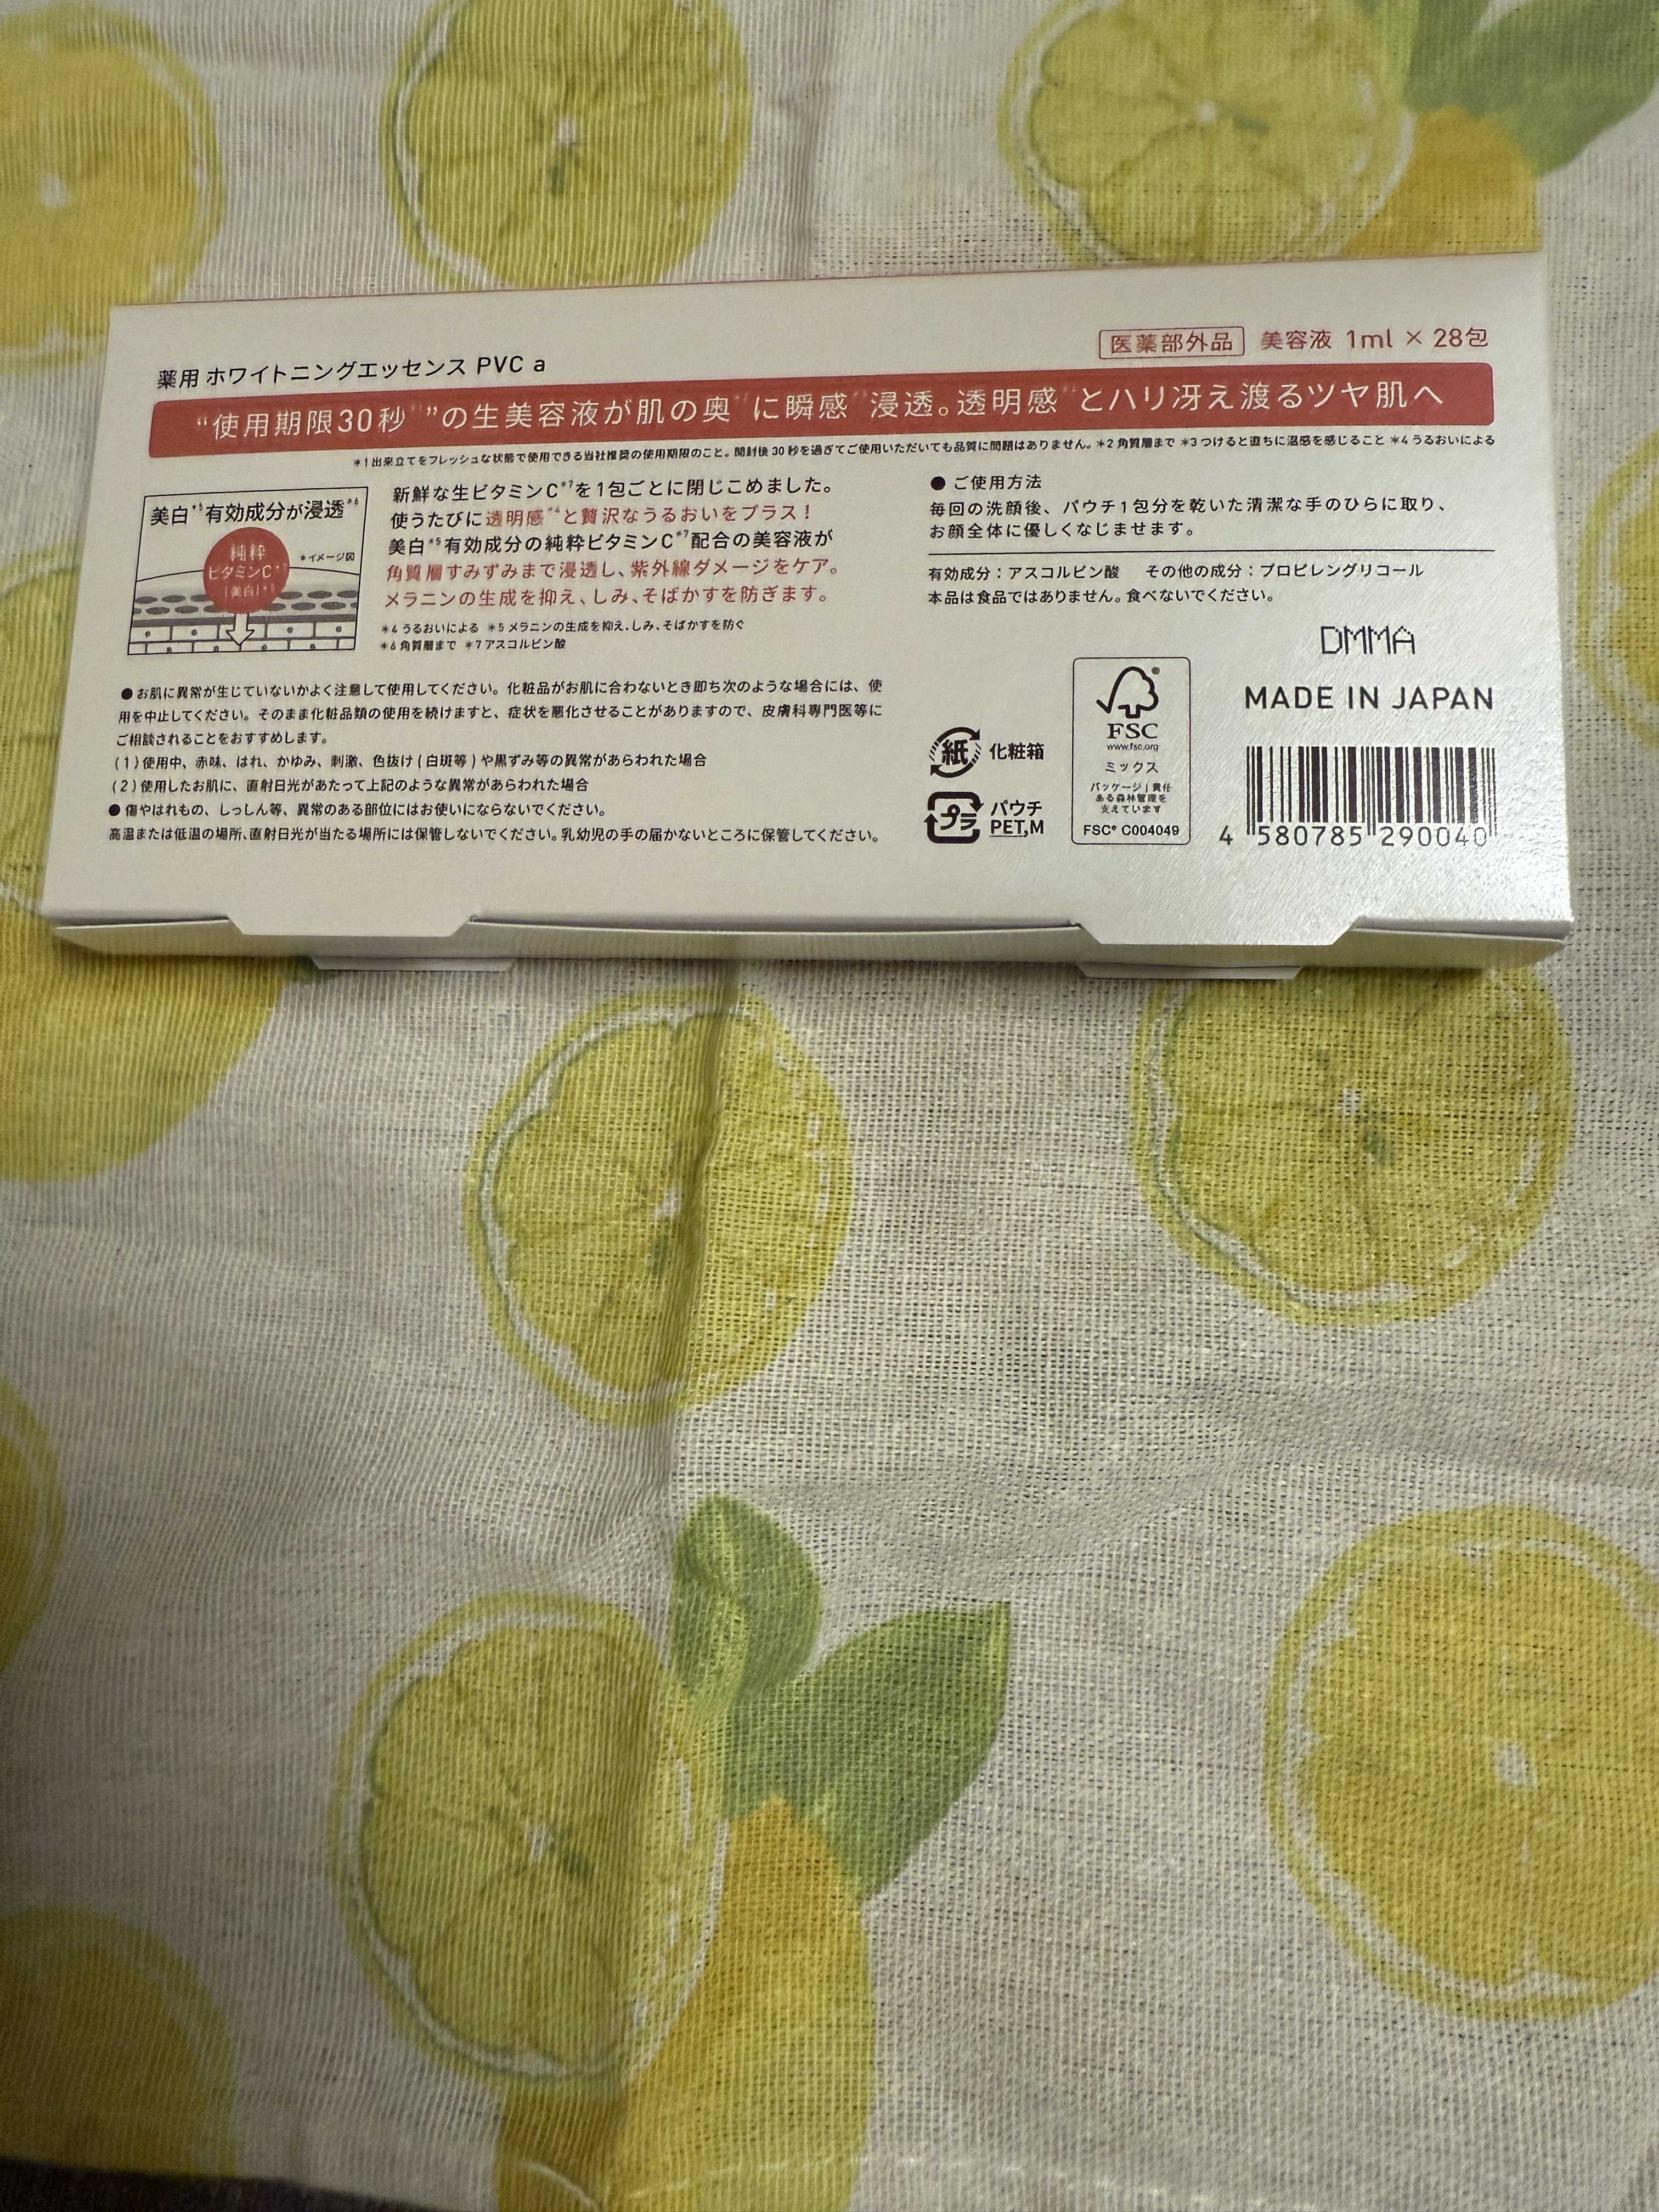 薬用 ホワイトニングエッセンス PVC a
医薬部外品 美容液 1ml × 28包
“使用期限30秒*1”の生美容液が肌の奥*2に瞬感*3浸透。透明感*4とハリ冴え渡るツヤ肌へ
*1 出来立てをフレッシュな状態で使用できる当社推奨の使用期限のこと。開封後30秒を過ぎてご使用いただいても品質に問題はありません。*2 角質層まで *3 つけると直ちに温感を感じること *4 うるおいによる
美白*5有効成分が浸透*6
*イメージ図
純粋
ビタミンC*7
(美白)*5
新鮮な生ビタミンC*7を1包ごとに閉じこめました。
使うたびに透明感*4と贅沢なうるおいをプラス！
美白*5有効成分の純粋ビタミンC*7配合の美容液が
角質層すみずみまで浸透し、紫外線ダメージをケア。
メラニンの生成を抑え、しみ、そばかすを防ぎます。
*4 うるおいによる *5 メラニンの生成を抑え、しみ、そばかすを防ぐ
*6 角質層まで *7 アスコルビン酸
●お肌に異常が生じていないかよく注意して使用してください。化粧品がお肌に合わないとき即ち次のような場合には、使
用を中止してください。そのまま化粧品類の使用を続けますと、症状を悪化させることがありますので、皮膚科専門医等に
ご相談されることをおすすめします。
(1)使用中、赤味、はれ、かゆみ、刺激、色抜け(白斑等)や黒ずみ等の異常があらわれた場合
(2)使用したお肌に、直射日光があたって上記のような異常があらわれた場合
●傷やはれもの、しっしん等、異常のある部位にはお使いにならないでください。
高温または低温の場所、直射日光が当たる場所には保管しないでください。乳幼児の手の届かないところに保管してください。
●ご使用方法
毎回の洗顔後、パウチ1包分を乾いた清潔な手のひらに取り、
お顔全体に優しくなじませます。
有効成分：アスコルビン酸 その他の成分：プロピレングリコール
本品は食品ではありません。食べないでください。
紙 化粧箱
プラ パウチ
PET,M
FSC®
www.fsc.org
ミックス
パッケージ｜責任
ある森林管理を
支えています
FSC® C004049
DMMA
MADE IN JAPAN
4 580785 290040